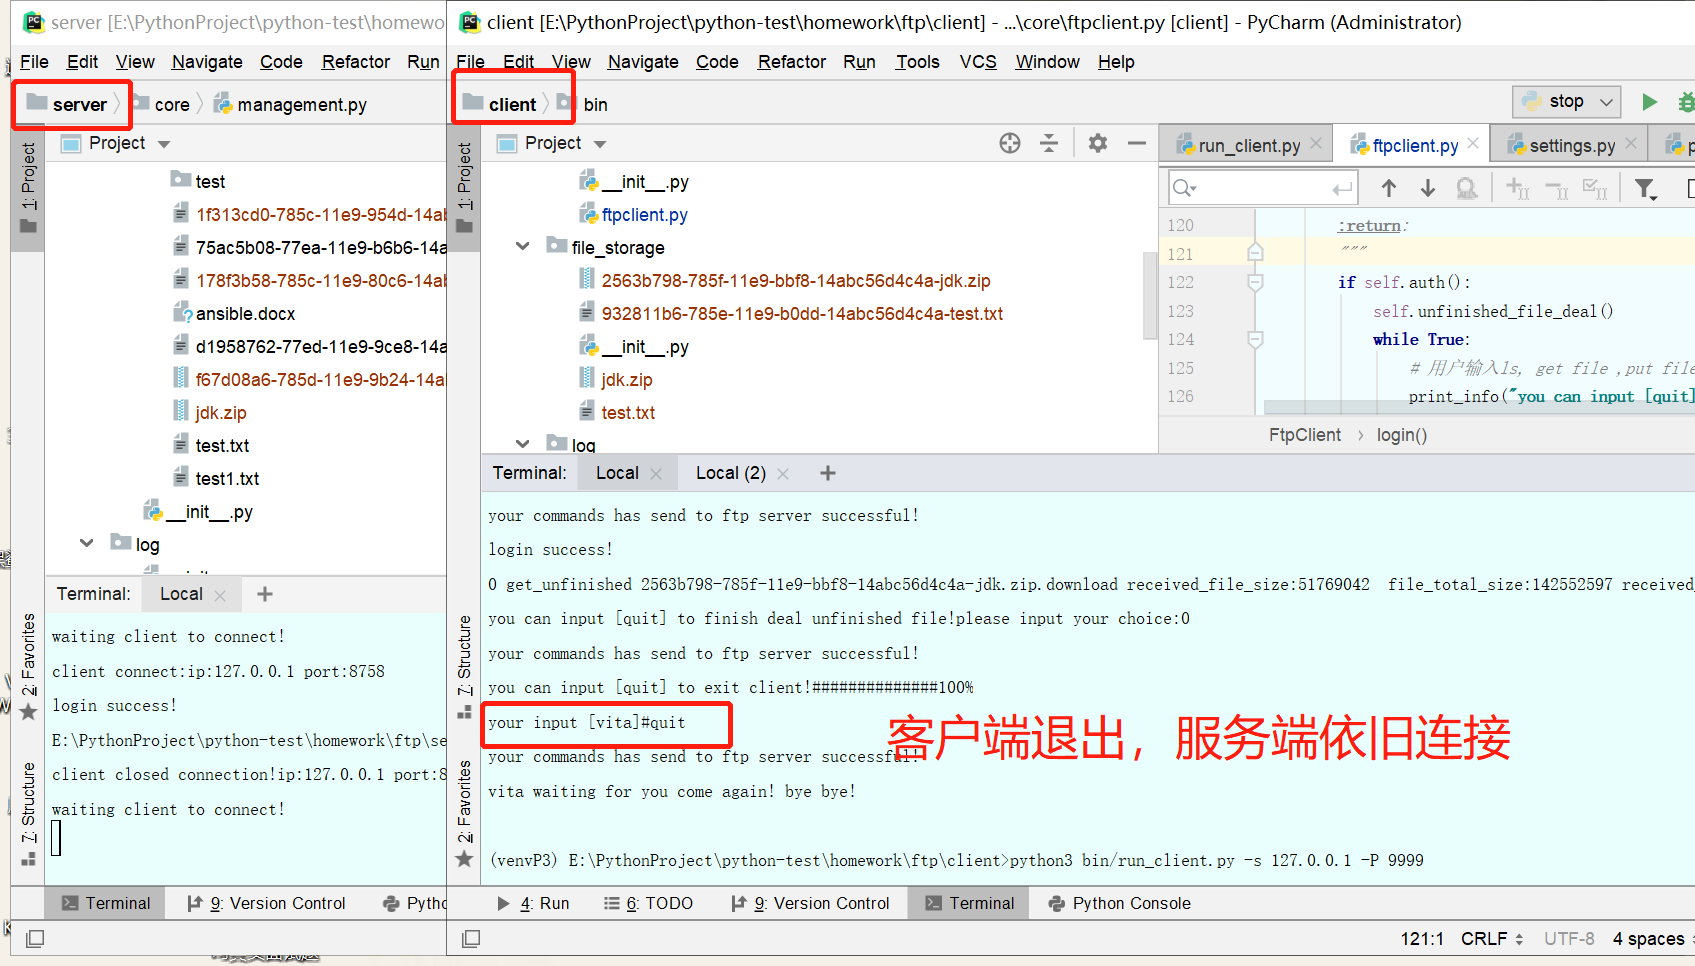 server [E:\PythonProject\python-test\homewo
File Edit View Navigate Code Refactor Run
server core management.py
Project
1: Project
test
1f313cd0-785c-11e9-954d-14ab
75ac5b08-77ea-11e9-b6b6-14a
178f3b58-785c-11e9-80c6-14ab
ansible.docx
d1958762-77ed-11e9-9ce8-14a
f67d08a6-785d-11e9-9b24-14a
jdk.zip
test.txt
test1.txt
__init__.py
log
2: Favorites
7: Structure
Terminal: Local
waiting client to connect!
client connect:ip:127.0.0.1 port:8758
login success!
E:\PythonProject\python-test\homework\ftp\se
client closed connection!ip:127.0.0.1 port:8
waiting client to connect!
Terminal 9: Version Control Pytho
client [E:\PythonProject\python-test\homework\ftp\client] - ...\core\ftpclient.py [client] - PyCharm (Administrator)
File Edit View Navigate Code Refactor Run Tools VCS Window Help
client bin
stop
Project
1: Project
__init__.py
ftpclient.py
file_storage
2563b798-785f-11e9-bbf8-14abc56d4c4a-jdk.zip
932811b6-785e-11e9-b0dd-14abc56d4c4a-test.txt
__init__.py
jdk.zip
test.txt
log
run_client.py ftpclient.py settings.py p
120 :return:
121 """
122 if self.auth():
123 self.unfinished_file_deal()
124 while True:
125 # 用户输入ls, get file ,put file
126 print_info("you can input [quit]
FtpClient login()
7: Structure
2: Favorites
Terminal: Local Local (2)
your commands has send to ftp server successful!
login success!
0 get_unfinished 2563b798-785f-11e9-bbf8-14abc56d4c4a-jdk.zip.download received_file_size:51769042 file_total_size:142552597 received_
you can input [quit] to finish deal unfinished file!please input your choice:0
your commands has send to ftp server successful!
you can input [quit] to exit client!##############100%
your input [vita]#quit
客户端退出，服务端依旧连接
your commands has send to ftp server successful!
vita waiting for you come again! bye bye!
(venvP3) E:\PythonProject\python-test\homework\ftp\client>python3 bin/run_client.py -s 127.0.0.1 -P 9999
4: Run 6: TODO 9: Version Control Terminal Python Console
121:1 CRLF UTF-8 4 spaces